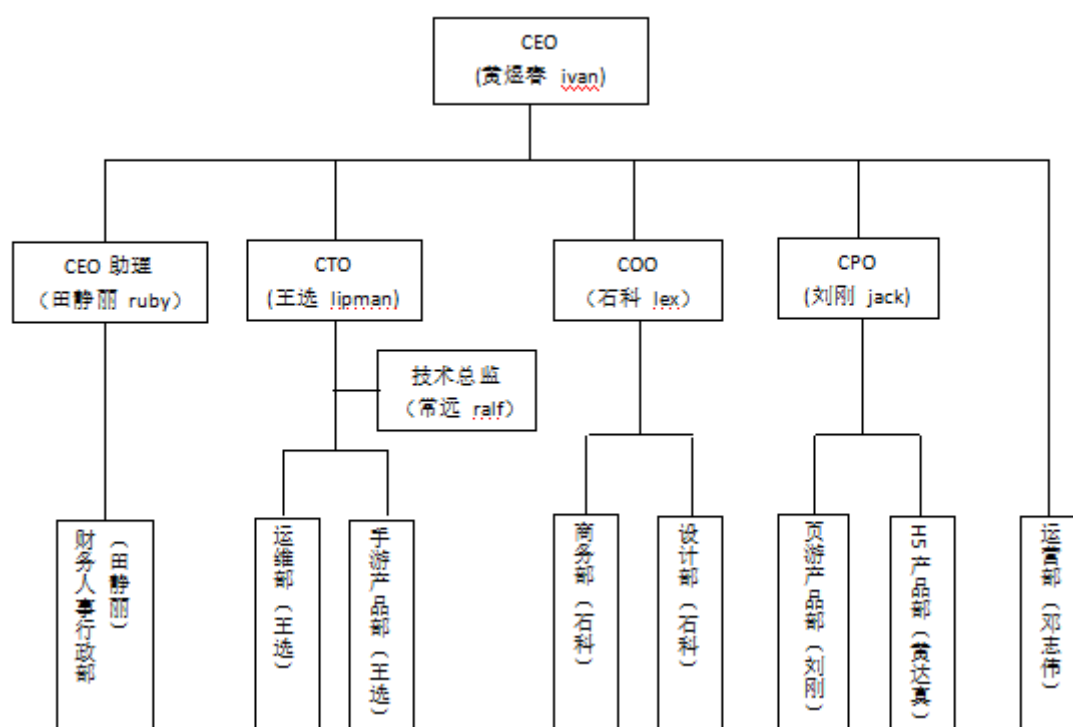 CEO
(黄煜春 ivan)
CEO 助理
（田静丽 ruby）
CTO
(王选 lipman)
COO
（石科 lex）
CPO
(刘刚 jack)
技术总监
（常远 ralf）
财务人事行政部
（田静丽）
运维部（王选）
手游产品部（王选）
商务部（石科）
设计部（石科）
页游产品部（刘刚）
H5 产品部（黄达真）
运营部（邓志伟）